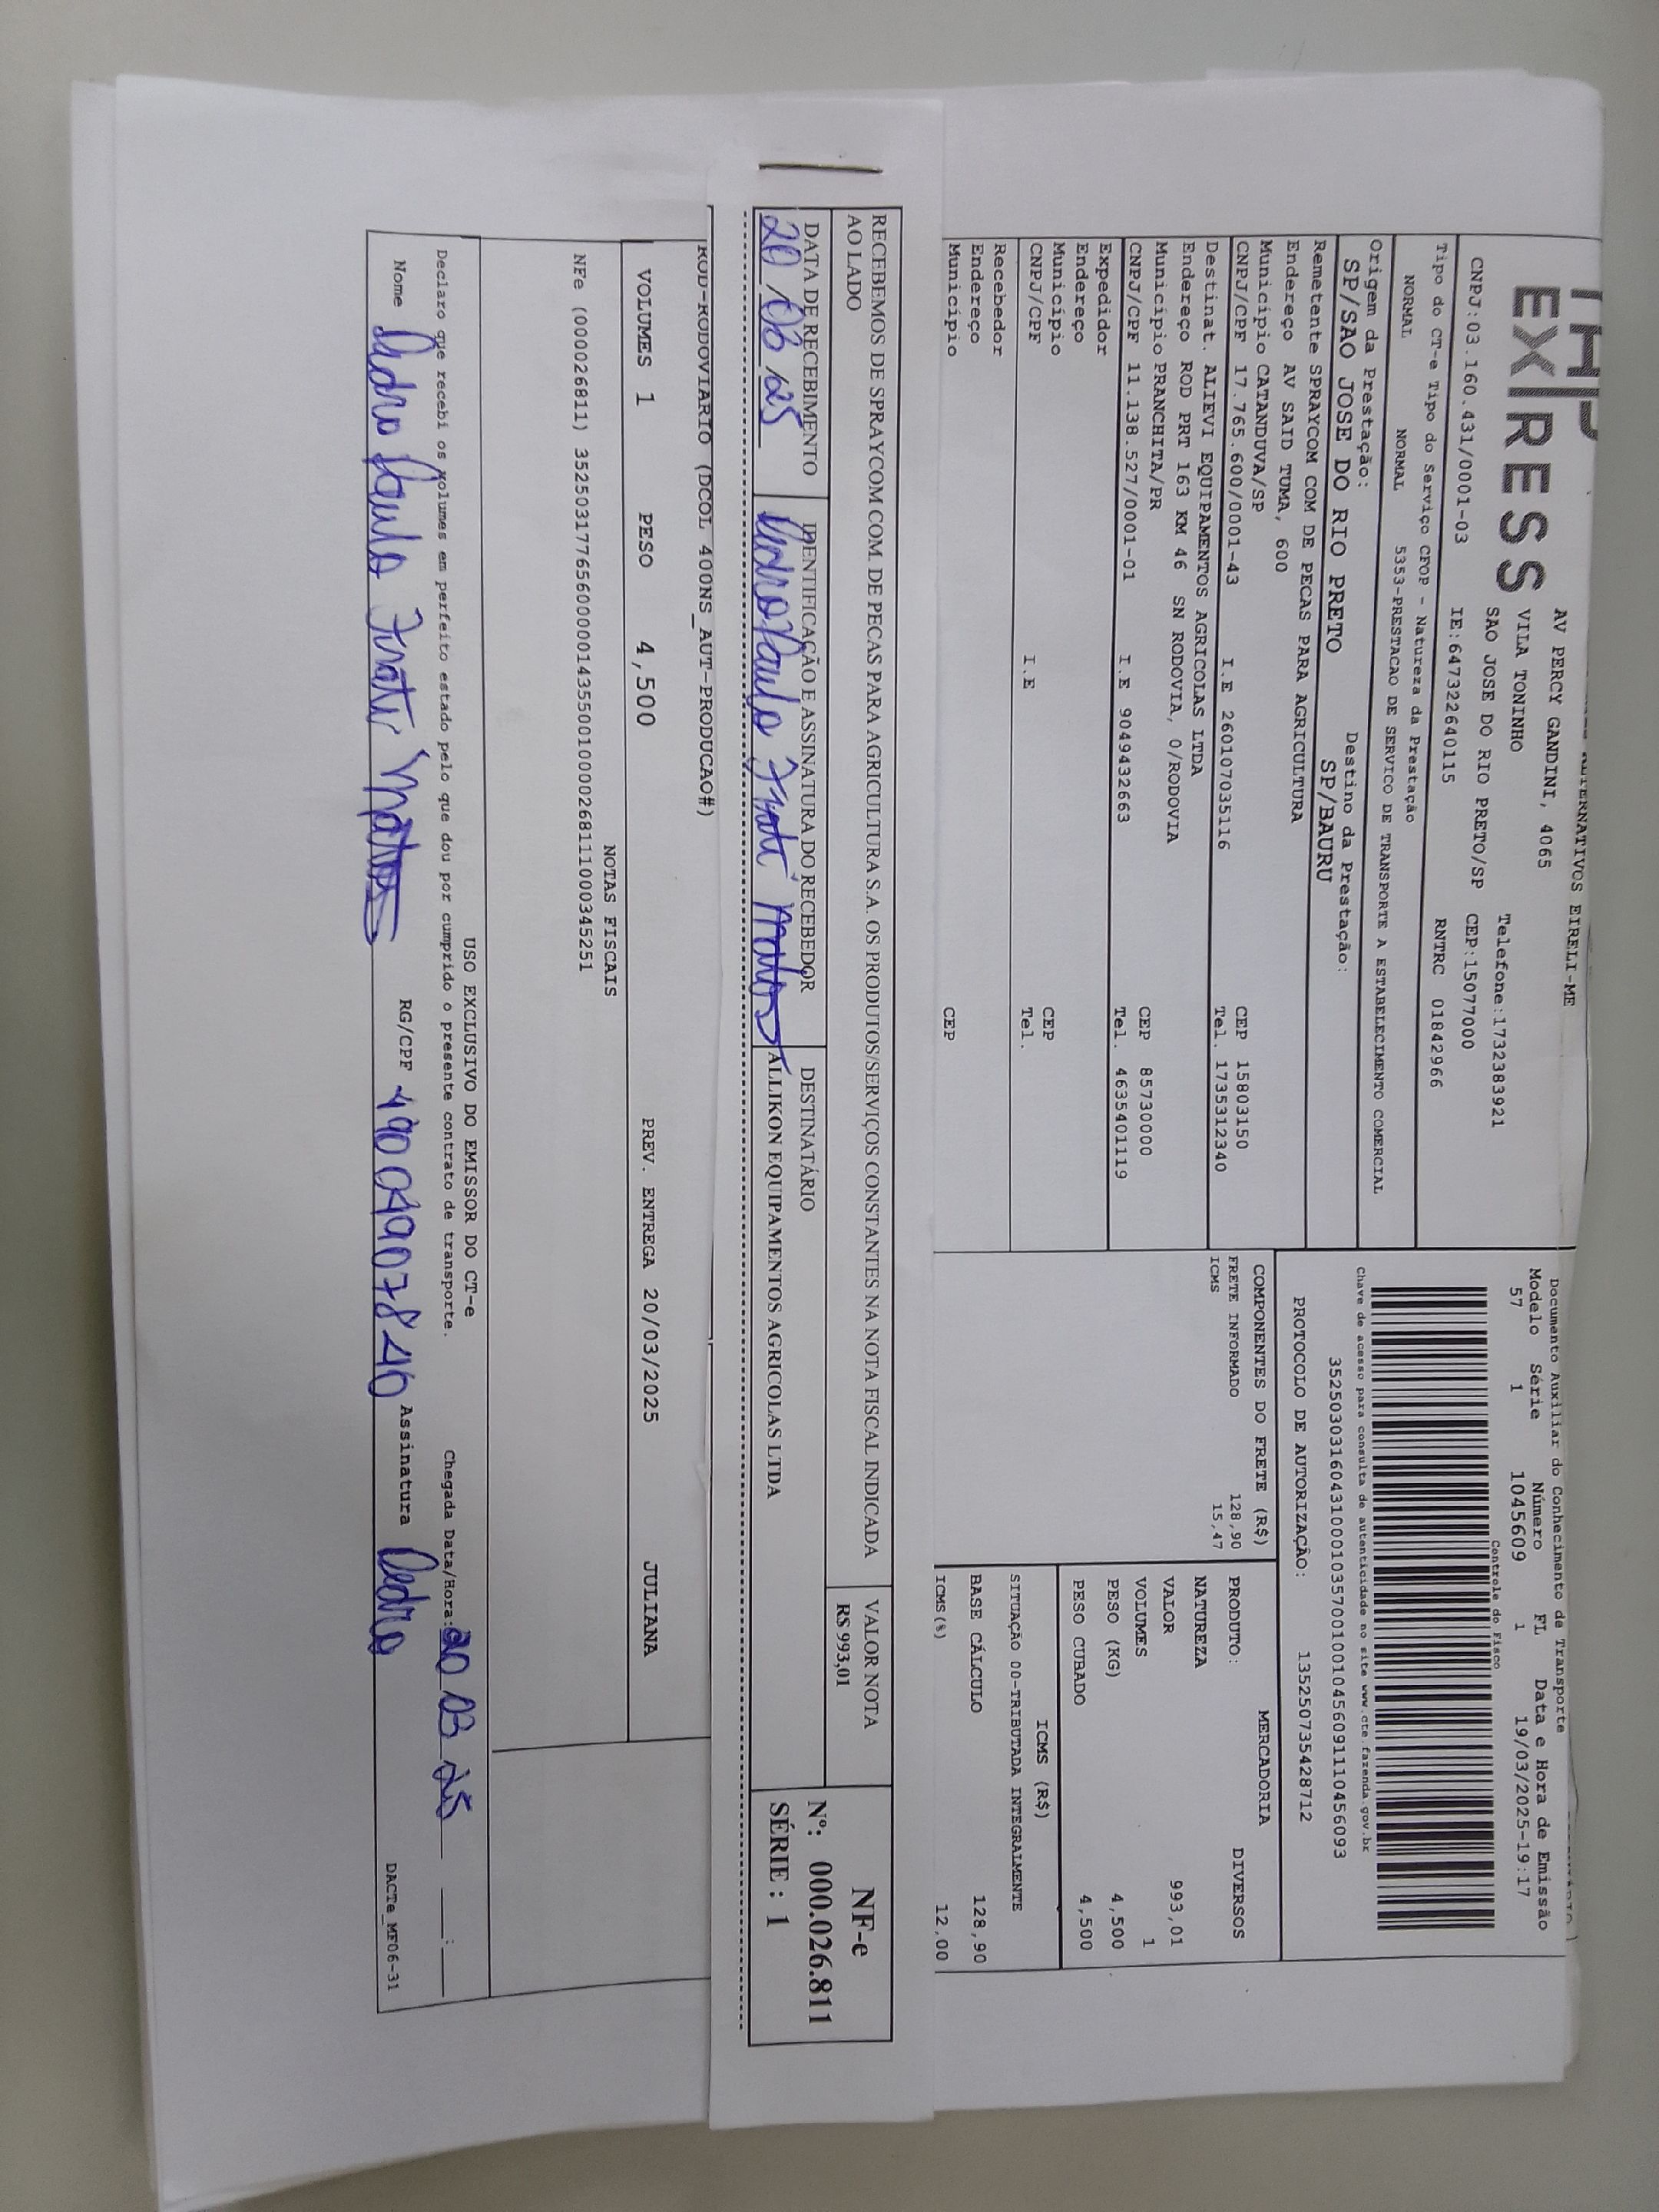 EXPRESS
AV PERCY GANDINI, 4065
VILA TONINHO
SAO JOSE DO RIO PRETO/SP
Telefone:1732383921
CEP:15077000
CNPJ:03.160.431/0001-03 IE:647322640115 RNTRC 01842966
Tipo do CT-e Tipo do Serviço CFOP - Natureza da Prestação
NORMAL NORMAL 5353-PRESTACAO DE SERVICO DE TRANSPORTE A ESTABELECIMENTO COMERCIAL
Origem da Prestação: Destino da Prestação:
SP/SAO JOSE DO RIO PRETO SP/BAURU
Remetente SPRAYCOM COM DE PECAS PARA AGRICULTURA
Endereço AV SAID TUMA, 600
Município CATANDUVA/SP CEP 15803150
CNPJ/CPF 17.765.600/0001-43 I.E 260107035116 Tel. 1735312340
Destinat. ALIEVI EQUIPAMENTOS AGRICOLAS LTDA
Endereço ROD PRT 163 KM 46 SN RODOVIA, 0/RODOVIA
Município PRANCHITA/PR CEP 85730000
CNPJ/CPF 11.138.527/0001-01 I.E 9049432663 Tel. 4635401119
Expedidor
Endereço
Município CEP
CNPJ/CPF I.E Tel.
Recebedor
Endereço
Município CEP
Documento Auxiliar do Conhecimento de Transporte
Modelo Série Número FL Data e Hora de Emissão
57 1 1045609 1 19/03/2025-19:17
Controle do Fisco
Chave de acesso para consulta de autenticidade no site www.cte.fazenda.gov.br
35250303160431000103570010010456091110456093
PROTOCOLO DE AUTORIZAÇÃO: 135250735428712
COMPONENTES DO FRETE (R$)
FRETE INFORMADO 128,90
ICMS 15,47
MERCADORIA
PRODUTO: DIVERSOS
NATUREZA
VALOR 993,01
VOLUMES 1
PESO (KG) 4,500
PESO CUBADO 4,500
ICMS (R$)
SITUAÇÃO 00-TRIBUTADA INTEGRALMENTE
BASE CÁLCULO 128,90
ICMS(%) 12,00
RECEBEMOS DE SPRAYCOM COM. DE PECAS PARA AGRICULTURA S.A. OS PRODUTOS/SERVIÇOS CONSTANTES NA NOTA FISCAL INDICADA
AO LADO
VALOR NOTA
R$ 993,01
NF-e
Nº: 000.026.811
SÉRIE : 1
DATA DE RECEBIMENTO IDENTIFICAÇÃO E ASSINATURA DO RECEBEDOR DESTINATÁRIO
20/03/25 Pedro Paulo ALLIKON EQUIPAMENTOS AGRICOLAS LTDA
ROD-RODOVIARIO (DCOL 400NS_AUT-PRODUCAO#)
VOLUMES 1 PESO 4,500 PREV. ENTREGA 20/03/2025 JULIANA
NOTAS FISCAIS
NFe (000026811) 35250317765600000143550010000268111000345251
USO EXCLUSIVO DO EMISSOR DO CT-e
Declaro que recebi os volumes em perfeito estado pelo que dou por cumprido o presente contrato de transporte. Chegada Data/Hora: 20 03 25
Nome Pedro Paulo RG/CPF 49004907840 Assinatura Pedro
DACTe_MF06-31